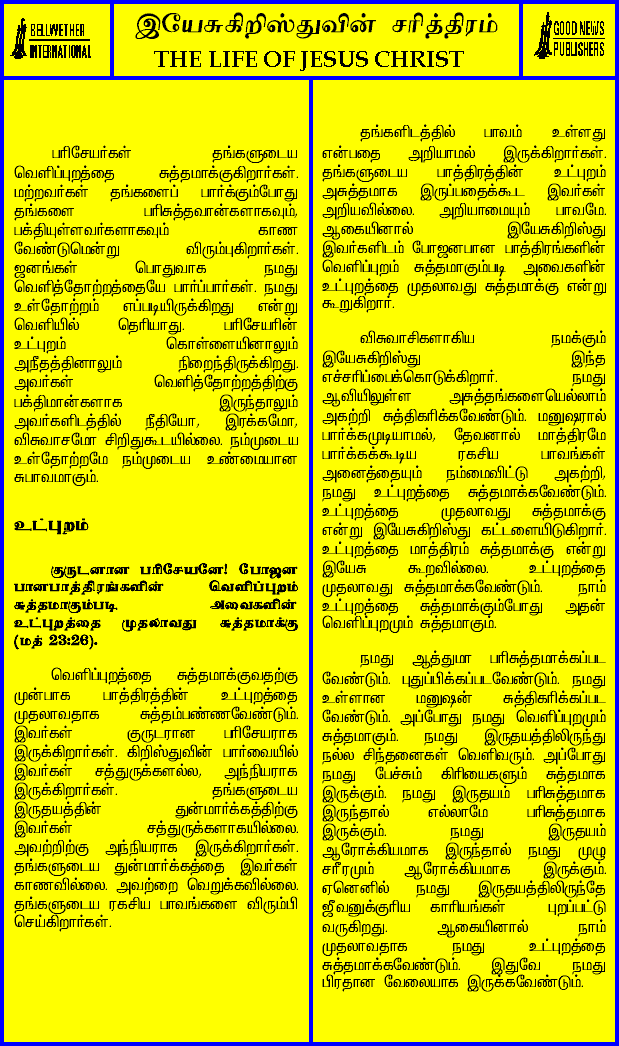 BELLWETHER
INTERNATIONAL
இயேசுகிறிஸ்துவின் சரித்திரம்
THE LIFE OF JESUS CHRIST
GOOD NEWS
PUBLISHERS
பரிசேயர்கள் தங்களுடைய
வெளிப்புறத்தை சுத்தமாக்குகிறார்கள்.
மற்றவர்கள் தங்களைப் பார்க்கும்போது
தங்களை பரிசுத்தவான்களாகவும்,
பக்தியுள்ளவர்களாகவும் காண
வேண்டுமென்று விரும்புகிறார்கள்.
ஜனங்கள் பொதுவாக நமது
வெளித்தோற்றத்தையே பார்ப்பார்கள். நமது
உள்தோற்றம் எப்படியிருக்கிறது என்று
வெளியில் தெரியாது. பரிசேயரின்
உட்புறம் கொள்ளையினாலும்
அநீதத்தினாலும் நிறைந்திருக்கிறது.
அவர்கள் வெளித்தோற்றத்திற்கு
பக்திமான்களாக இருந்தாலும்
அவர்களிடத்தில் நீதியோ, இரக்கமோ,
விசுவாசமோ சிறிதுகூடயில்லை. நம்முடைய
உள்தோற்றமே நம்முடைய உண்மையான
சுபாவமாகும்.
உட்புறம்
குருடனான பரிசேயனே! போஜன
பானபாத்திரங்களின் வெளிப்புறம்
சுத்தமாகும்படி அவைகளின்
உட்புறத்தை முதலாவது சுத்தமாக்கு
(மத் 23:26).
வெளிப்புறத்தை சுத்தமாக்குவதற்கு
முன்பாக பாத்திரத்தின் உட்புறத்தை
முதலாவதாக சுத்தம்பண்ணவேண்டும்.
இவர்கள் குருடரான பரிசேயராக
இருக்கிறார்கள். கிறிஸ்துவின் பார்வையில்
இவர்கள் சத்துருக்களல்ல, அந்நியராக
இருக்கிறார்கள். தங்களுடைய
இருதயத்தின் துன்மார்க்கத்திற்கு
இவர்கள் சத்துருக்களாகயில்லை.
அவற்றிற்கு அந்நியராக இருக்கிறார்கள்.
தங்களுடைய துன்மார்க்கத்தை இவர்கள்
காணவில்லை. அவற்றை வெறுக்கவில்லை.
தங்களுடைய ரகசிய பாவங்களை விரும்பி
செய்கிறார்கள்.
தங்களிடத்தில் பாவம் உள்ளது
என்பதை அறியாமல் இருக்கிறார்கள்.
தங்களுடைய பாத்திரத்தின் உட்புறம்
அசுத்தமாக இருப்பதைக்கூட இவர்கள்
அறியவில்லை. அறியாமையும் பாவமே.
ஆகையினால் இயேசுகிறிஸ்து
இவர்களிடம் போஜனபான பாத்திரங்களின்
வெளிப்புறம் சுத்தமாகும்படி அவைகளின்
உட்புறத்தை முதலாவது சுத்தமாக்கு என்று
கூறுகிறார்.
விசுவாசிகளாகிய நமக்கும்
இயேசுகிறிஸ்து இந்த
எச்சரிப்பைக்கொடுக்கிறார். நமது
ஆவியிலுள்ள அசுத்தங்களையெல்லாம்
அகற்றி சுத்திகரிக்கவேண்டும். மனுஷரால்
பார்க்கமுடியாமல், தேவனால் மாத்திரமே
பார்க்கக்கூடிய ரகசிய பாவங்கள்
அனைத்தையும் நம்மைவிட்டு அகற்றி,
நமது உட்புறத்தை சுத்தமாக்கவேண்டும்.
உட்புறத்தை முதலாவது சுத்தமாக்கு
என்று இயேசுகிறிஸ்து கட்டளையிடுகிறார்.
உட்புறத்தை மாத்திரம் சுத்தமாக்கு என்று
இயேசு கூறவில்லை. உட்புறத்தை
முதலாவது சுத்தமாக்கவேண்டும். நாம்
உட்புறத்தை சுத்தமாக்கும்போது அதன்
வெளிப்புறமும் சுத்தமாகும்.
நமது ஆத்துமா பரிசுத்தமாக்கப்பட
வேண்டும். புதுப்பிக்கப்படவேண்டும். நமது
உள்ளான மனுஷன் சுத்திகரிக்கப்பட
வேண்டும். அப்போது நமது வெளிப்புறமும்
சுத்தமாகும். நமது இருதயத்திலிருந்து
நல்ல சிந்தனைகள் வெளிவரும். அப்போது
நமது பேச்சும் கிரியைகளும் சுத்தமாக
இருக்கும். நமது இருதயம் பரிசுத்தமாக
இருந்தால் எல்லாமே பரிசுத்தமாக
இருக்கும். நமது இருதயம்
ஆரோக்கியமாக இருந்தால் நமது முழு
சரீரமும் ஆரோக்கியமாக இருக்கும்.
ஏனெனில் நமது இருதயத்திலிருந்தே
ஜீவனுக்குரிய காரியங்கள் புறப்பட்டு
வருகிறது. ஆகையினால் நாம்
முதலாவதாக நமது உட்புறத்தை
சுத்தமாக்கவேண்டும். இதுவே நமது
பிரதான வேலையாக இருக்கவேண்டும்.